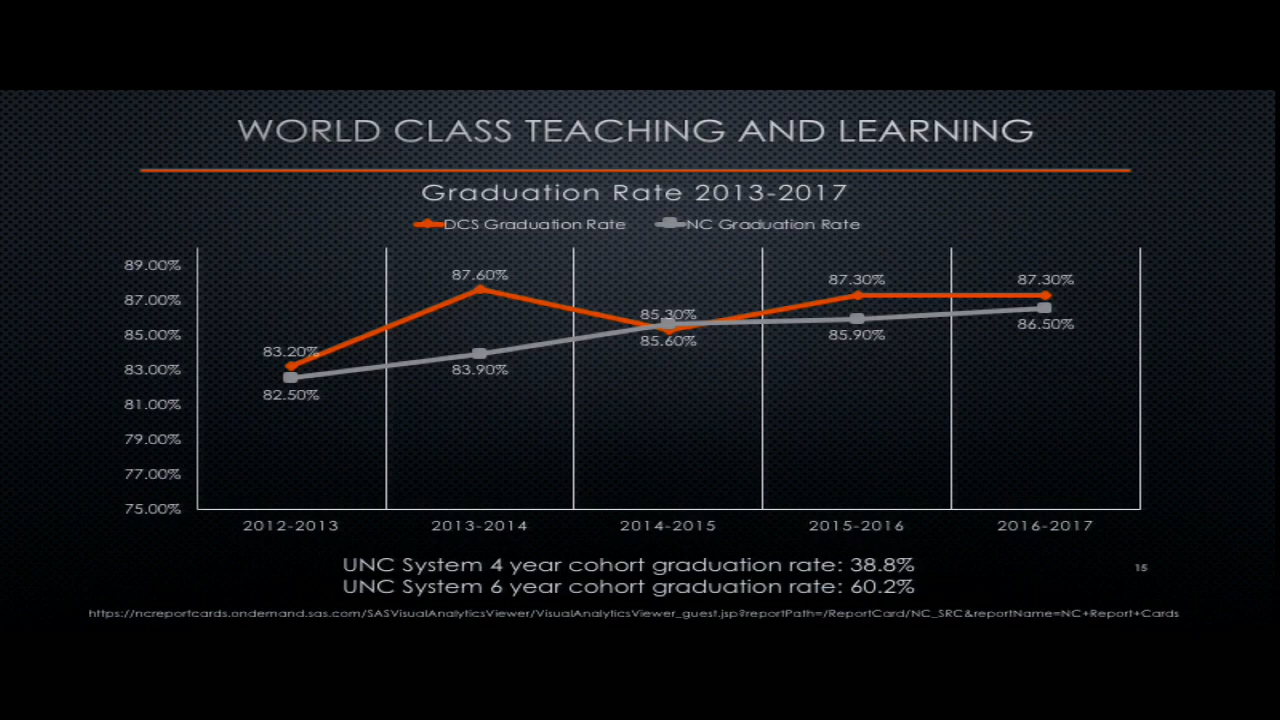 WORLD CLASS TEACHING AND LEARNING
Graduation Rate 2013-2017
DCS Graduation Rate NC Graduation Rate
89.00%
87.00%
85.00%
83.00%
81.00%
79.00%
77.00%
75.00%
83.20%
87.60%
85.30%
87.30%
87.30%
82.50%
83.90%
85.60%
85.90%
86.50%
2012-2013 2013-2014 2014-2015 2015-2016 2016-2017
UNC System 4 year cohort graduation rate: 38.8%
UNC System 6 year cohort graduation rate: 60.2%
15
https://ncreportcards.ondemand.sas.com/SASVisualAnalyticsViewer/VisualAnalyticsViewer_guest.jsp?reportPath=/ReportCard/NC_SRC&reportName=NC+Report+Cards